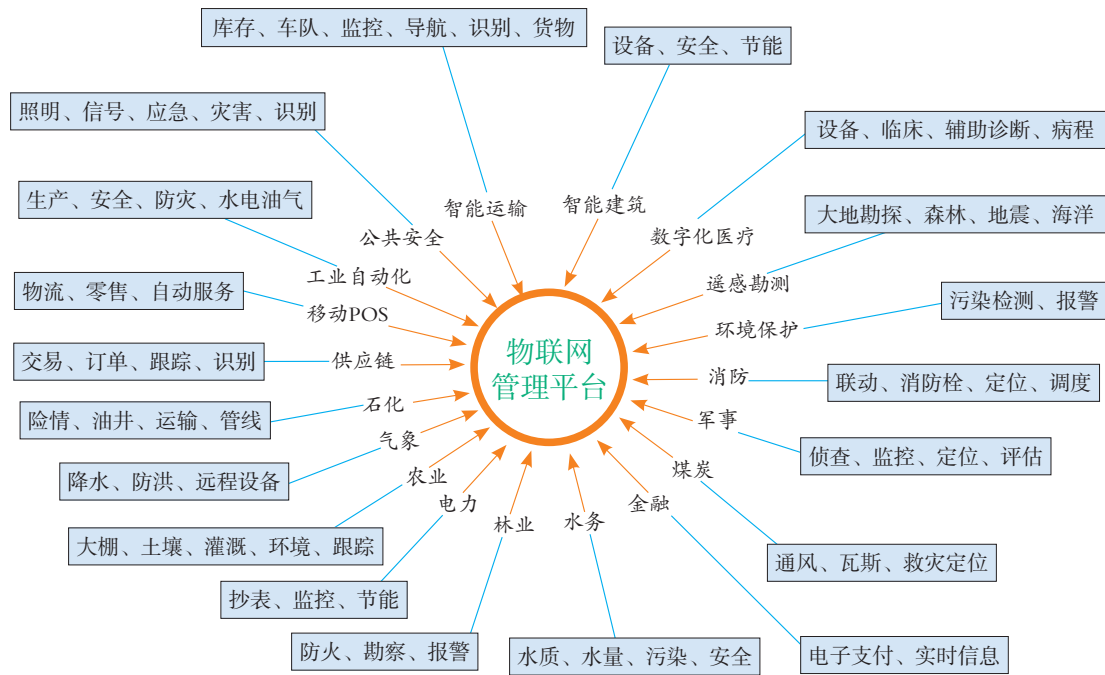 库存、车队、监控、导航、识别、货物
设备、安全、节能
照明、信号、应急、灾害、识别
设备、临床、辅助诊断、病程
生产、安全、防灾、水电油气
智能运输
智能建筑
大地勘探、森林、地震、海洋
公共安全
数字化医疗
工业自动化
遥感勘测
物流、零售、自动服务
移动POS
环境保护
污染检测、报警
物联网
管理平台
交易、订单、跟踪、识别
供应链
消防
联动、消防栓、定位、调度
险情、油井、运输、管线
石化
军事
气象
侦查、监控、定位、评估
降水、防洪、远程设备
农业
煤炭
电力
金融
林业
水务
大棚、土壤、灌溉、环境、跟踪
通风、瓦斯、救灾定位
抄表、监控、节能
防火、勘察、报警
水质、水量、污染、安全
电子支付、实时信息